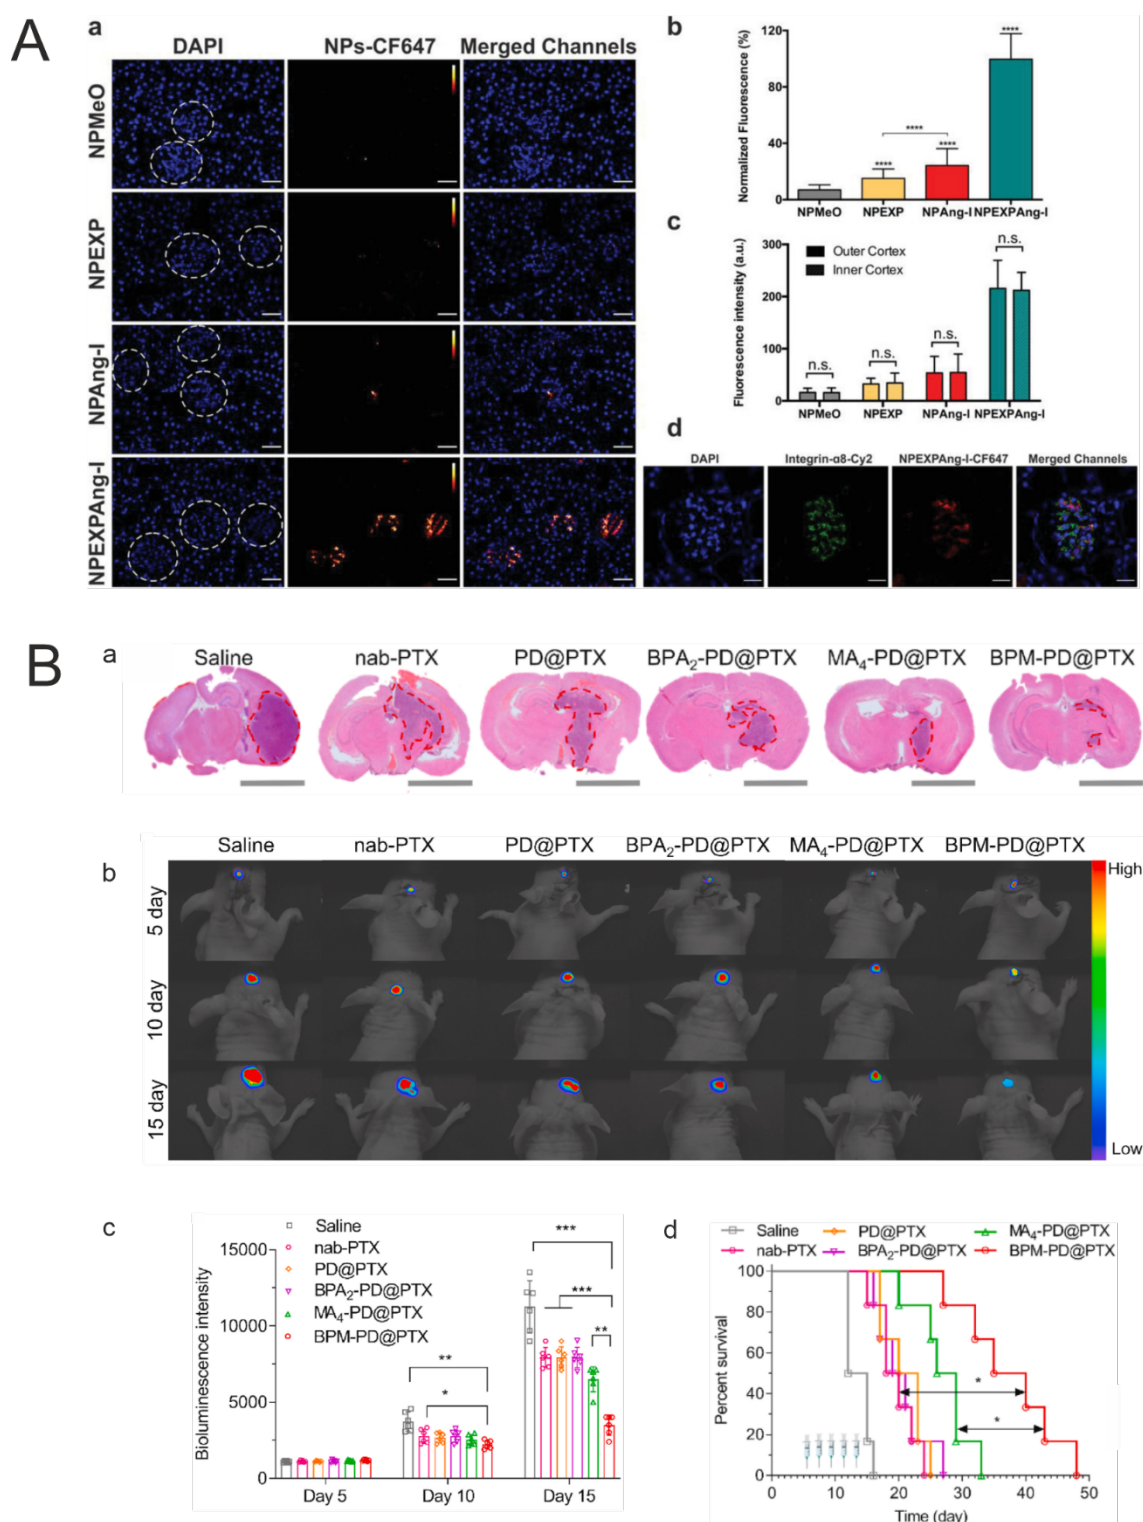 A
a
DAPI NPs-CF647 Merged Channels
NPMeO
NPEXP
NPAng-I
NPEXPAng-I
b
Normalized Fluorescence (%)
120
80
40
0
****
****
****
****
NPMeO NPEXP NPAng-I NPEXPAng-I
c
Fluorescence intensity (a.u.)
300
200
100
0
Outer Cortex
Inner Cortex
n.s.
n.s.
n.s.
n.s.
NPMeO NPEXP NPAng-I NPEXPAng-I
d
DAPI Integrin-α8-Cy2 NPEXPAng-I-CF647 Merged Channels
B
a
Saline nab-PTX PD@PTX BPA2-PD@PTX MA4-PD@PTX BPM-PD@PTX
b
Saline nab-PTX PD@PTX BPA2-PD@PTX MA4-PD@PTX BPM-PD@PTX
5 day
10 day
15 day
High
Low
c
Bioluminescence intensity
15000
10000
5000
0
Saline
nab-PTX
PD@PTX
BPA2-PD@PTX
MA4-PD@PTX
BPM-PD@PTX
**
*
***
***
**
Day 5 Day 10 Day 15
d
Saline PD@PTX MA4-PD@PTX
nab-PTX BPA2-PD@PTX BPM-PD@PTX
Percent survival
100
80
60
40
20
0
*
*
0 10 20 30 40 50
Time (day)